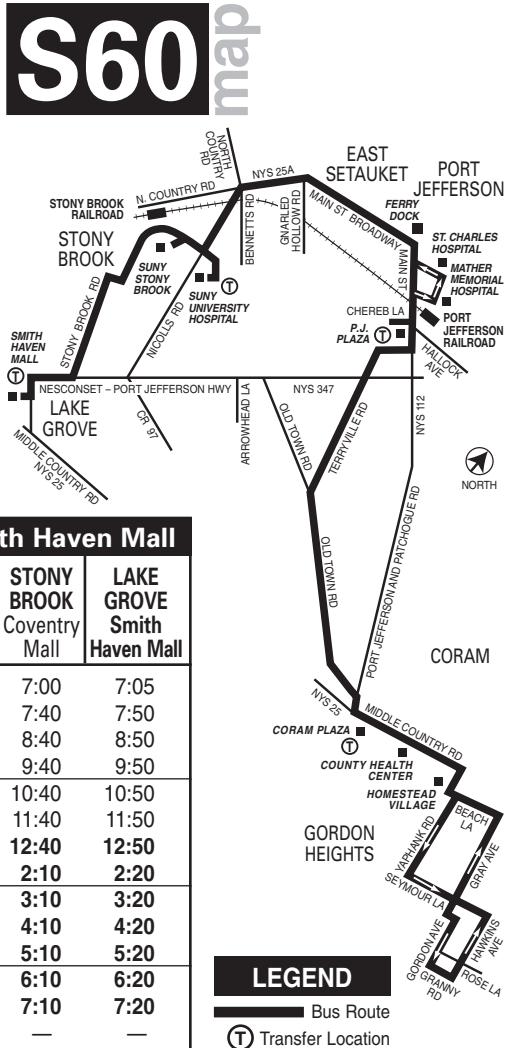 S60
map
NORTH
COUNTRY
RD
NYS 25A
EAST
SETAUKET
PORT
JEFFERSON
N. COUNTRY RD
STONY BROOK
RAILROAD
BENNETTS RD
GNARLED
HOLLOW RD
MAIN ST
BROADWAY
FERRY
DOCK
MAIN ST
ST. CHARLES
HOSPITAL
MATHER
MEMORIAL
HOSPITAL
STONY
BROOK
SUNY
STONY
BROOK
SUNY
UNIVERSITY
HOSPITAL
T
STONY BROOK RD
NICOLLS RD
CHEREB LA
P.J.
PLAZA
T
PORT
JEFFERSON
RAILROAD
HALLOCK
AVE
SMITH
HAVEN
MALL
T
NESCONSET – PORT JEFFERSON HWY
NYS 347
LAKE
GROVE
CR 97
ARROWHEAD LA
OLD TOWN RD
TERRYVILLE RD
NYS 112
MIDDLE COUNTRY RD
NYS 25
NORTH
OLD TOWN RD
PORT JEFFERSON AND PATCHOGUE RD
CORAM
NYS 25
MIDDLE COUNTRY RD
CORAM PLAZA
T
COUNTY HEALTH
CENTER
HOMESTEAD
VILLAGE
GORDON
HEIGHTS
YAPHANK RD
BEACH
LA
GRAY AVE
SEYMOUR LA
GORDON AVE
HAWKINS
AVE
GRANNY
RD
ROSE LA
th Haven Mall
STONY LAKE
BROOK GROVE
Coventry Smith
Mall Haven Mall
7:00 7:05
7:40 7:50
8:40 8:50
9:40 9:50
10:40 10:50
11:40 11:50
12:40 12:50
2:10 2:20
3:10 3:20
4:10 4:20
5:10 5:20
6:10 6:20
7:10 7:20
— —
LEGEND
Bus Route
T Transfer Location